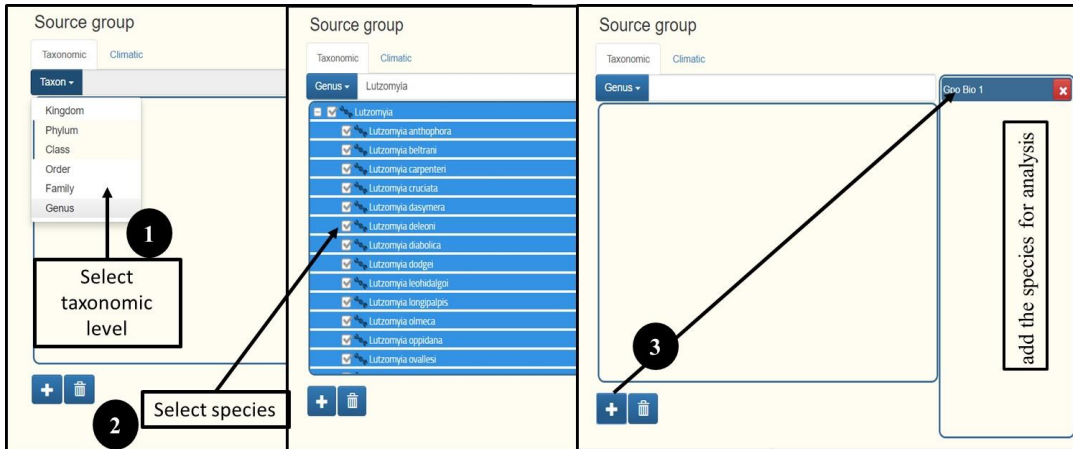 Source group
Taxonomic Climatic
Taxon
Kingdom
Phylum
Class
Order
Family
Genus
1
Select
taxonomic
level
Source group
Taxonomic Climatic
Genus Lutzomyia
Lutzomyia
Lutzomyia anthophora
Lutzomyia beltrani
Lutzomyia carpenteri
Lutzomyia cruciata
Lutzomyia dasymera
Lutzomyia deleoni
Lutzomyia diabolica
Lutzomyia dodgei
Lutzomyia leohidalgoi
Lutzomyia longipalpis
Lutzomyia olmeca
Lutzomyia oppidana
Lutzomyia ovallesi
2
Select species
Source group
Taxonomic Climatic
Genus
Gpo Bio 1
add the species for analysis
3